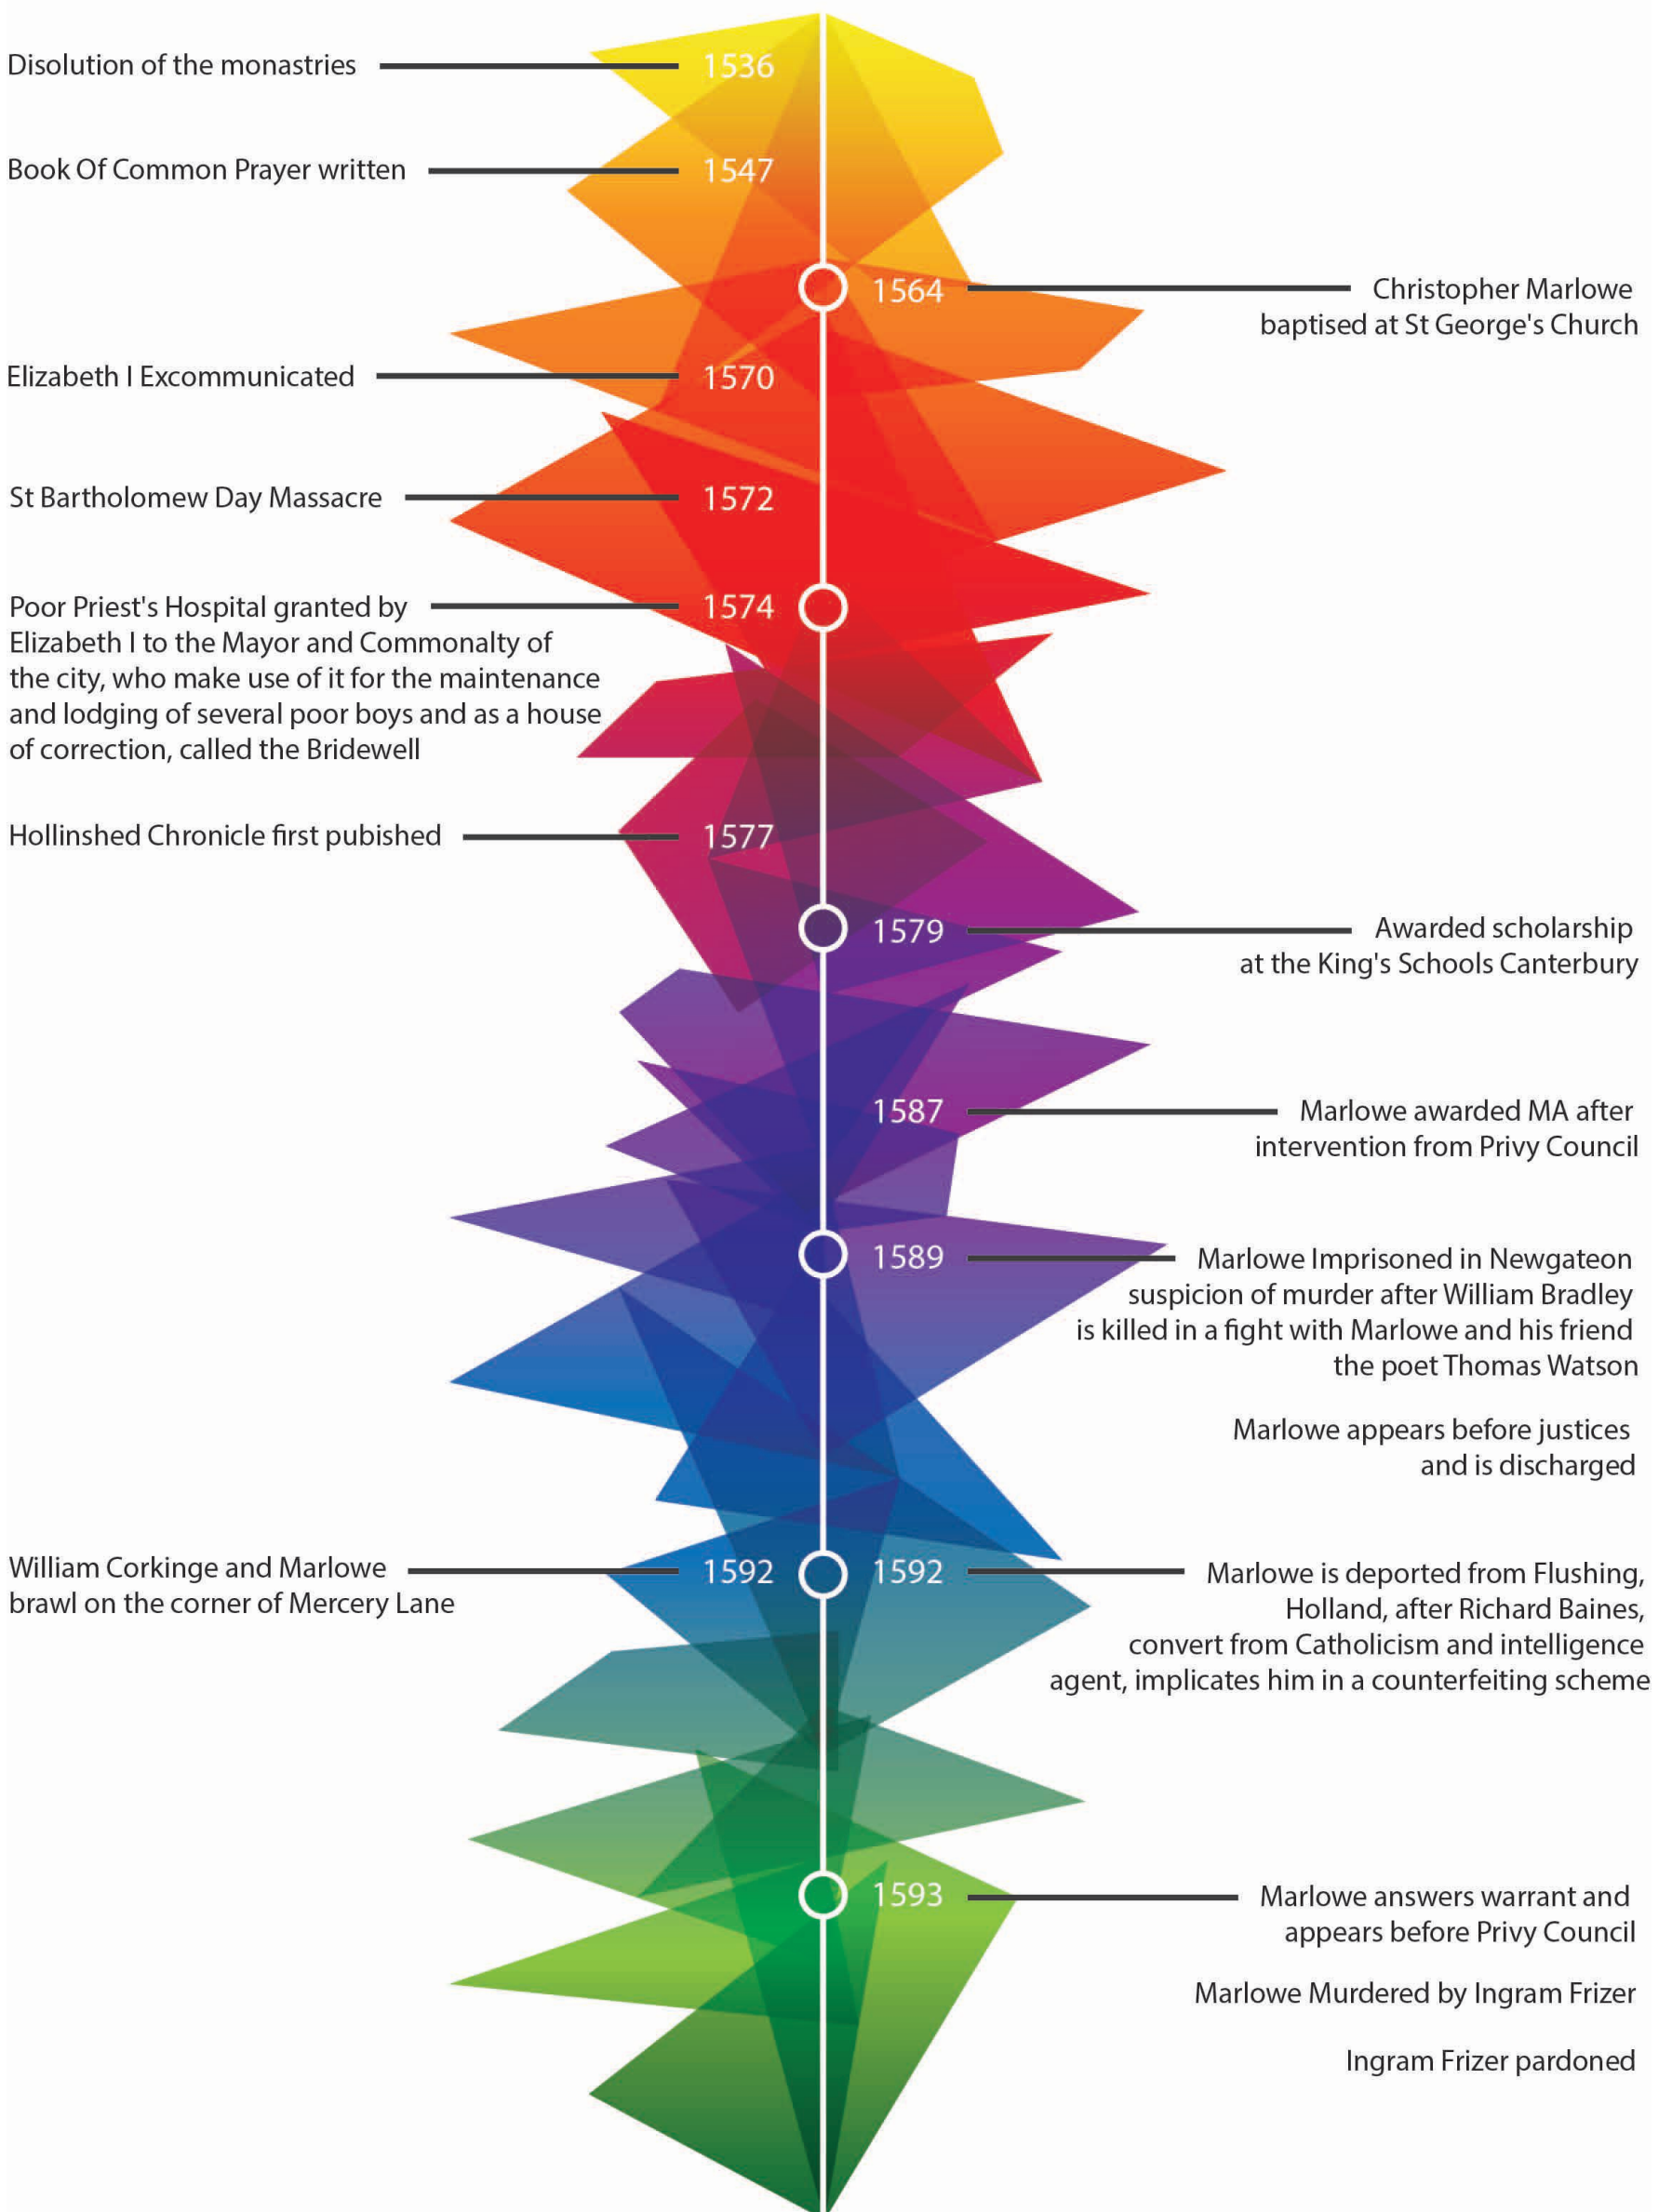 Disolution of the monastries
1536
Book Of Common Prayer written
1547
1564
Christopher Marlowe
baptised at St George's Church
Elizabeth I Excommunicated
1570
St Bartholomew Day Massacre
1572
Poor Priest's Hospital granted by
1574
Elizabeth I to the Mayor and Commonalty of
the city, who make use of it for the maintenance
and lodging of several poor boys and as a house
of correction, called the Bridewell
Hollinshed Chronicle first pubished
1577
1579
Awarded scholarship
at the King's Schools Canterbury
1587
Marlowe awarded MA after
intervention from Privy Council
1589
Marlowe Imprisoned in Newgateon
suspicion of murder after William Bradley
is killed in a fight with Marlowe and his friend
the poet Thomas Watson
Marlowe appears before justices
and is discharged
William Corkinge and Marlowe
brawl on the corner of Mercery Lane
1592
1592
Marlowe is deported from Flushing,
Holland, after Richard Baines,
convert from Catholicism and intelligence
agent, implicates him in a counterfeiting scheme
1593
Marlowe answers warrant and
appears before Privy Council
Marlowe Murdered by Ingram Frizer
Ingram Frizer pardoned